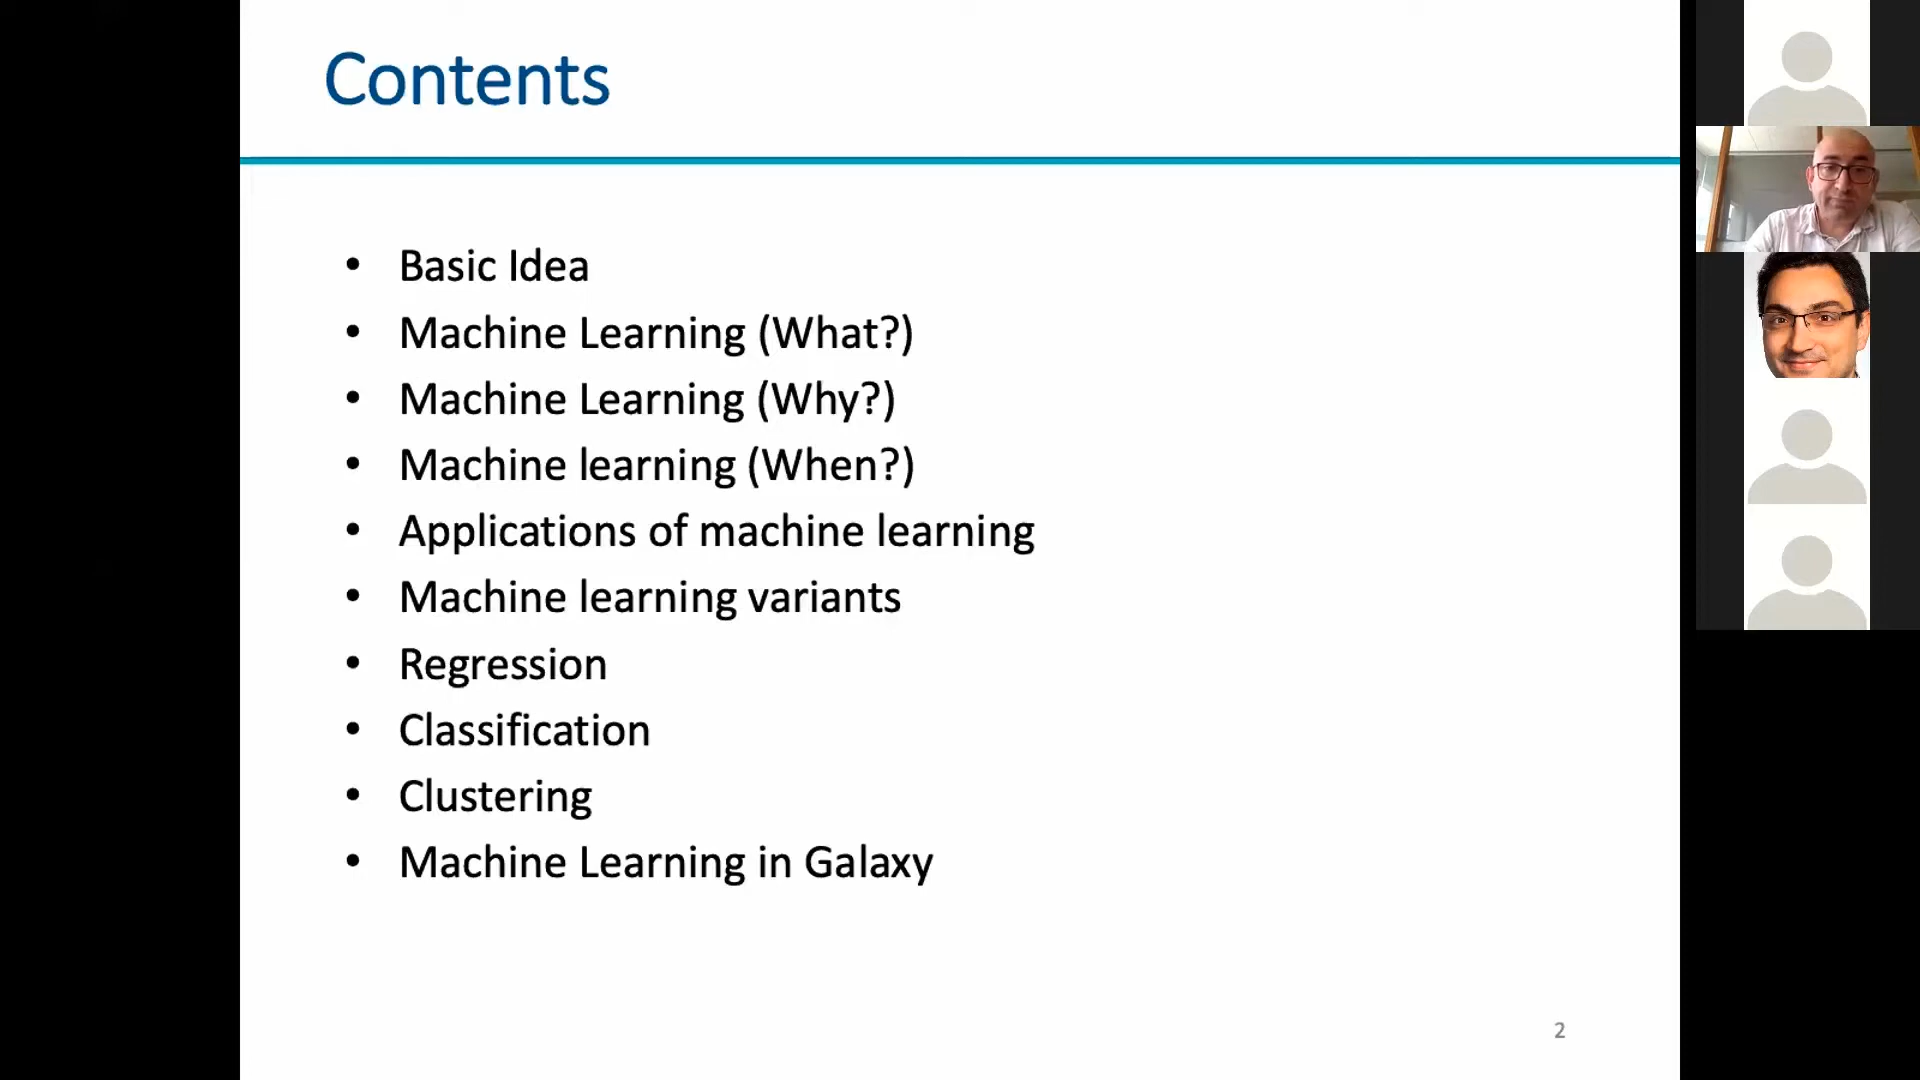 Contents
• Basic Idea
• Machine Learning (What?)
• Machine Learning (Why?)
• Machine learning (When?)
• Applications of machine learning
• Machine learning variants
• Regression
• Classification
• Clustering
• Machine Learning in Galaxy
2